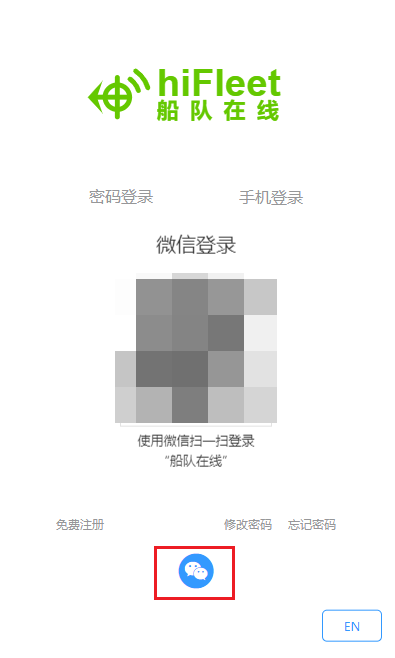 hiFleet
船队在线
密码登录 手机登录
微信登录
使用微信扫一扫登录
“船队在线”
免费注册 修改密码 忘记密码
EN